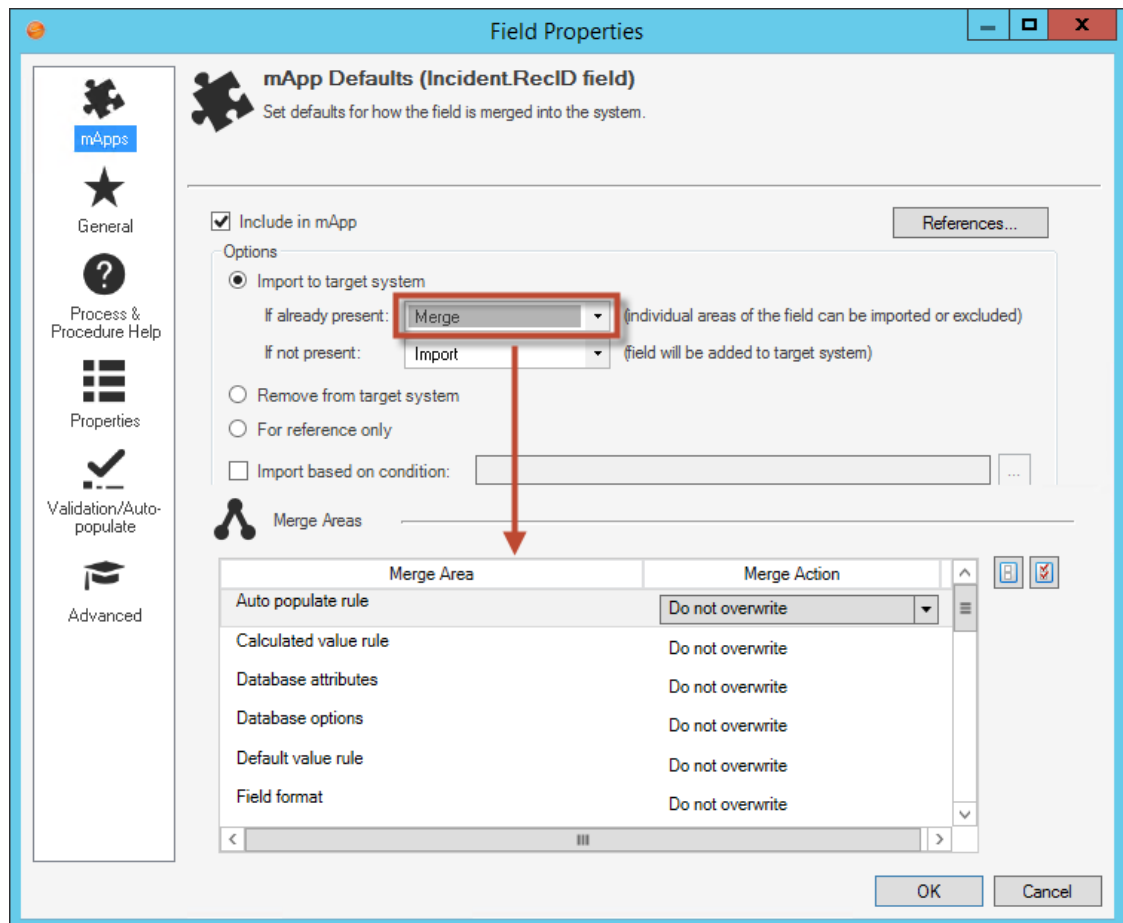 Field Properties
mApps
General
Process &
Procedure Help
Properties
Validation/Auto-
populate
Advanced
mApp Defaults (Incident.RecID field)
Set defaults for how the field is merged into the system.
Include in mApp
References...
Options
Import to target system
If already present: Merge (individual areas of the field can be imported or excluded)
If not present: Import (field will be added to target system)
Remove from target system
For reference only
Import based on condition: ...
Merge Areas
Merge Area Merge Action
Auto populate rule Do not overwrite
Calculated value rule Do not overwrite
Database attributes Do not overwrite
Database options Do not overwrite
Default value rule Do not overwrite
Field format Do not overwrite
OK Cancel